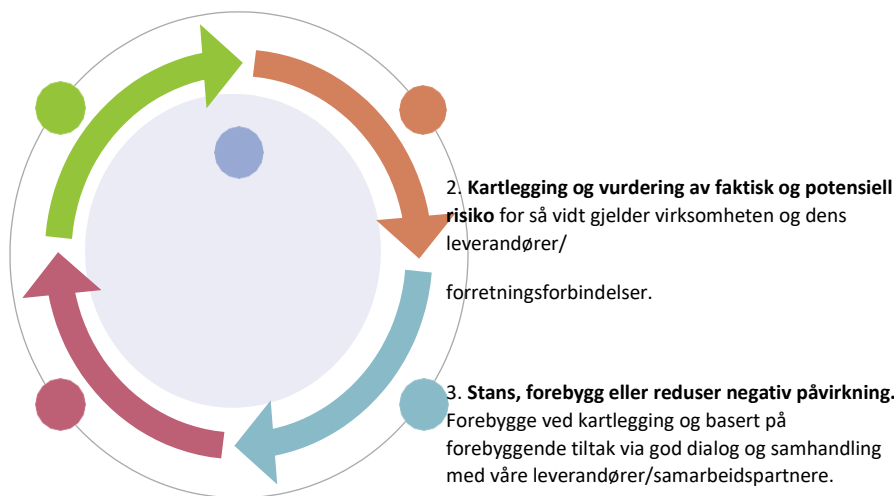 2. Kartlegging og vurdering av faktisk og potensiell
risiko for så vidt gjelder virksomheten og dens
leverandører/
forretningsforbindelser.
3. Stans, forebygg eller reduser negativ påvirkning.
Forebygge ved kartlegging og basert på
forebyggende tiltak via god dialog og samhandling
med våre leverandører/samarbeidspartnere.